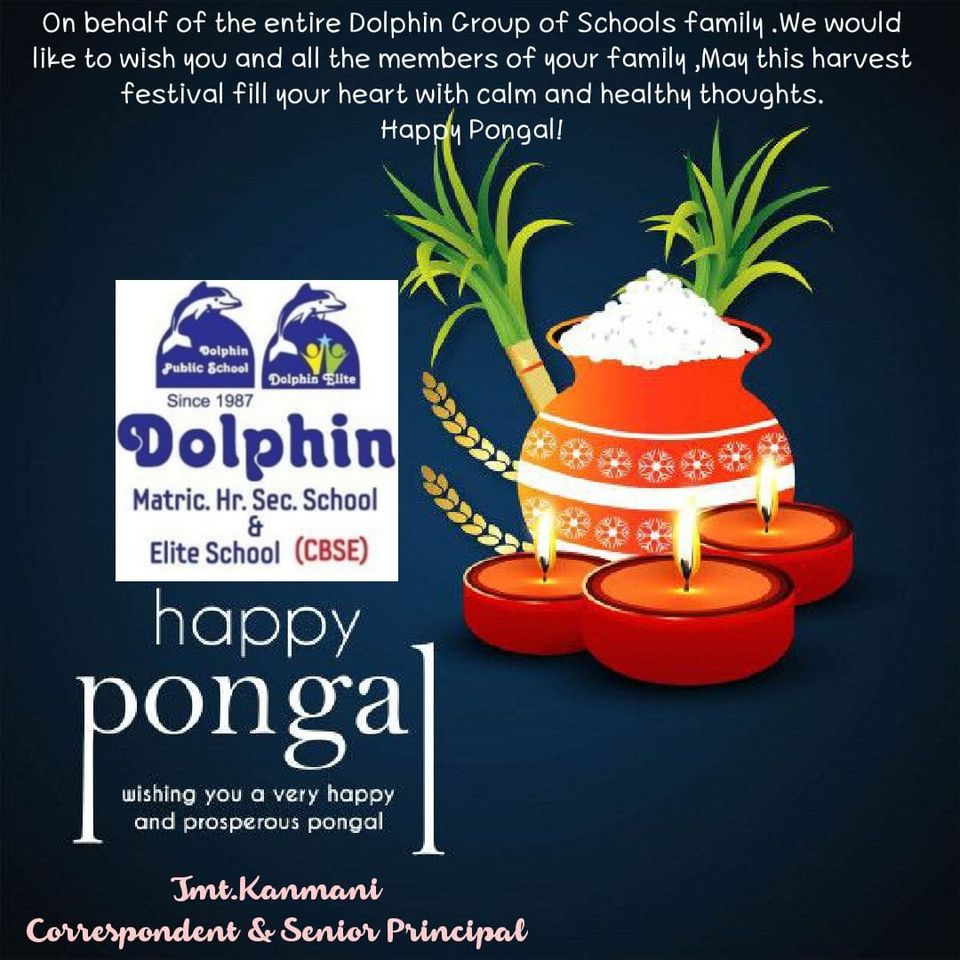 On behalf of the entire Dolphin Group of Schools family .We would
like to wish you and all the members of your family ,May this harvest
festival fill your heart with calm and healthy thoughts.
Happy Pongal!
Dolphin
Public School
Dolphin Elite
Since 1987
Dolphin
Matric. Hr. Sec. School
&
Elite School (CBSE)
happy
pongal
wishing you a very happy
and prosperous pongal
Tmt.Kanmani
Correspondent & Senior Principal